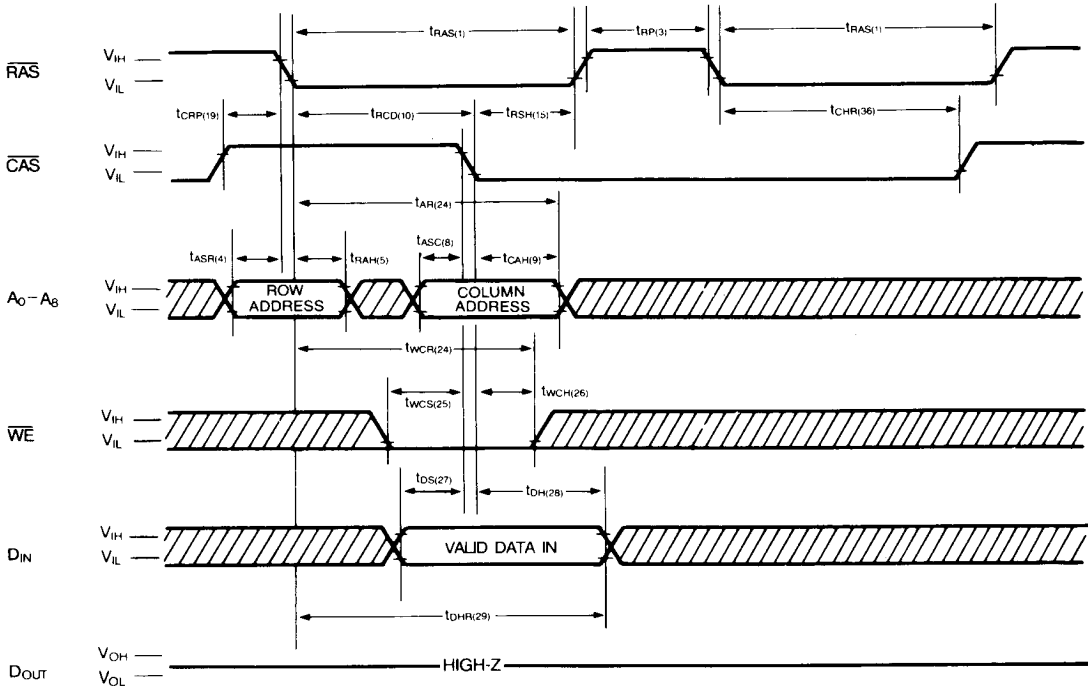 tRAS(1) tRP(3) tRAS(1)
RAS VIH
VIL
tCRP(19) tRCD(10) tRSH(15) tCHR(36)
CAS VIH
VIL
tAR(24)
tASR(4) tRAH(5) tASC(8) tCAH(9)
A0–A8 VIH
VIL
ROW
ADDRESS
COLUMN
ADDRESS
tWCR(24)
tWCS(25) tWCH(26)
WE VIH
VIL
tDS(27) tDH(28)
DIN VIH
VIL
VALID DATA IN
tDHR(29)
DOUT VOH
VOL
HIGH-Z